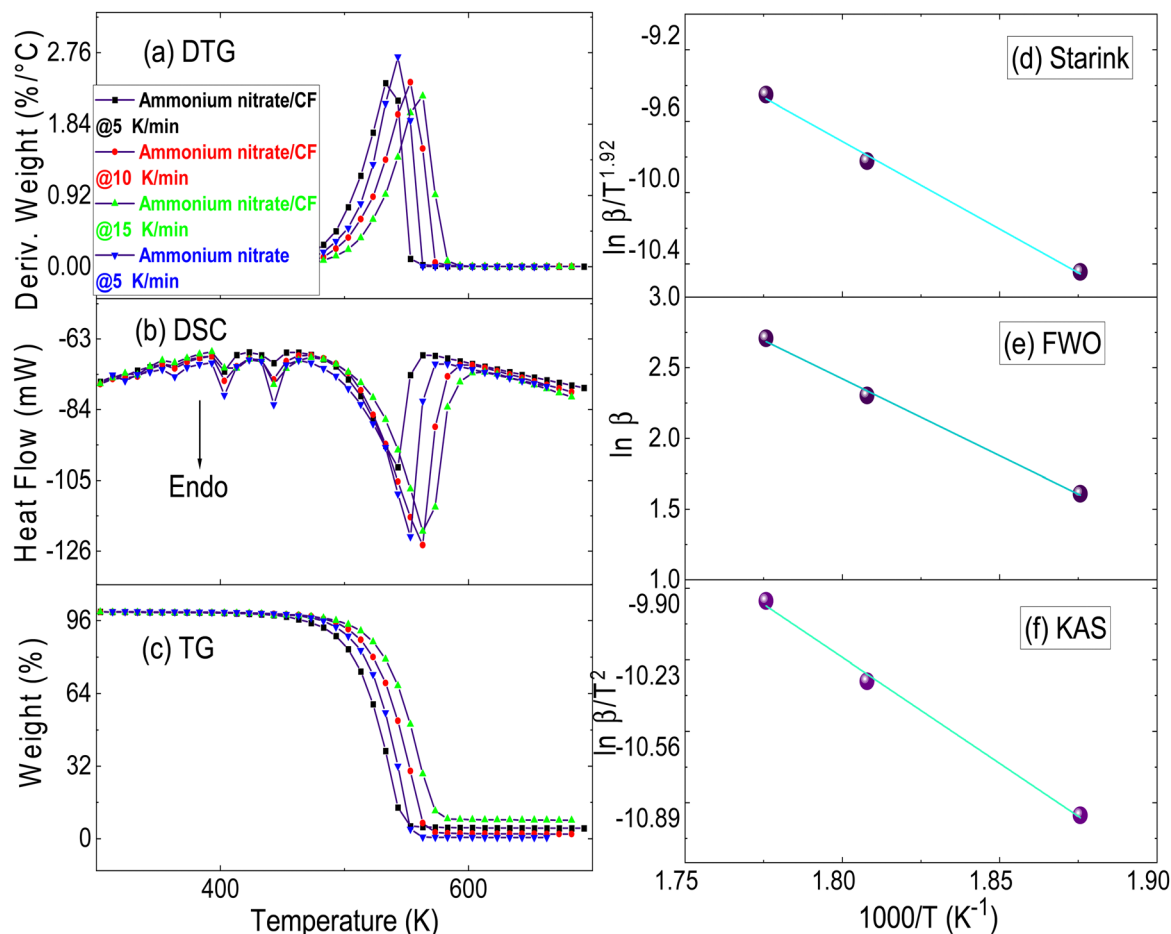 (a) DTG
Deriv. Weight (%/°C)
2.76
1.84
0.92
0.00
Ammonium nitrate/CF
@5 K/min
Ammonium nitrate/CF
@10 K/min
Ammonium nitrate/CF
@15 K/min
Ammonium nitrate
@5 K/min
(b) DSC
Heat Flow (mW)
-63
-84
-105
-126
Endo
(c) TG
Weight (%)
96
64
32
0
400 600
Temperature (K)
(d) Starink
ln β/T^1.92
-9.2
-9.6
-10.0
-10.4
(e) FWO
ln β
3.0
2.5
2.0
1.5
1.0
(f) KAS
ln β/T²
-9.90
-10.23
-10.56
-10.89
1.75 1.80 1.85 1.90
1000/T (K⁻¹)